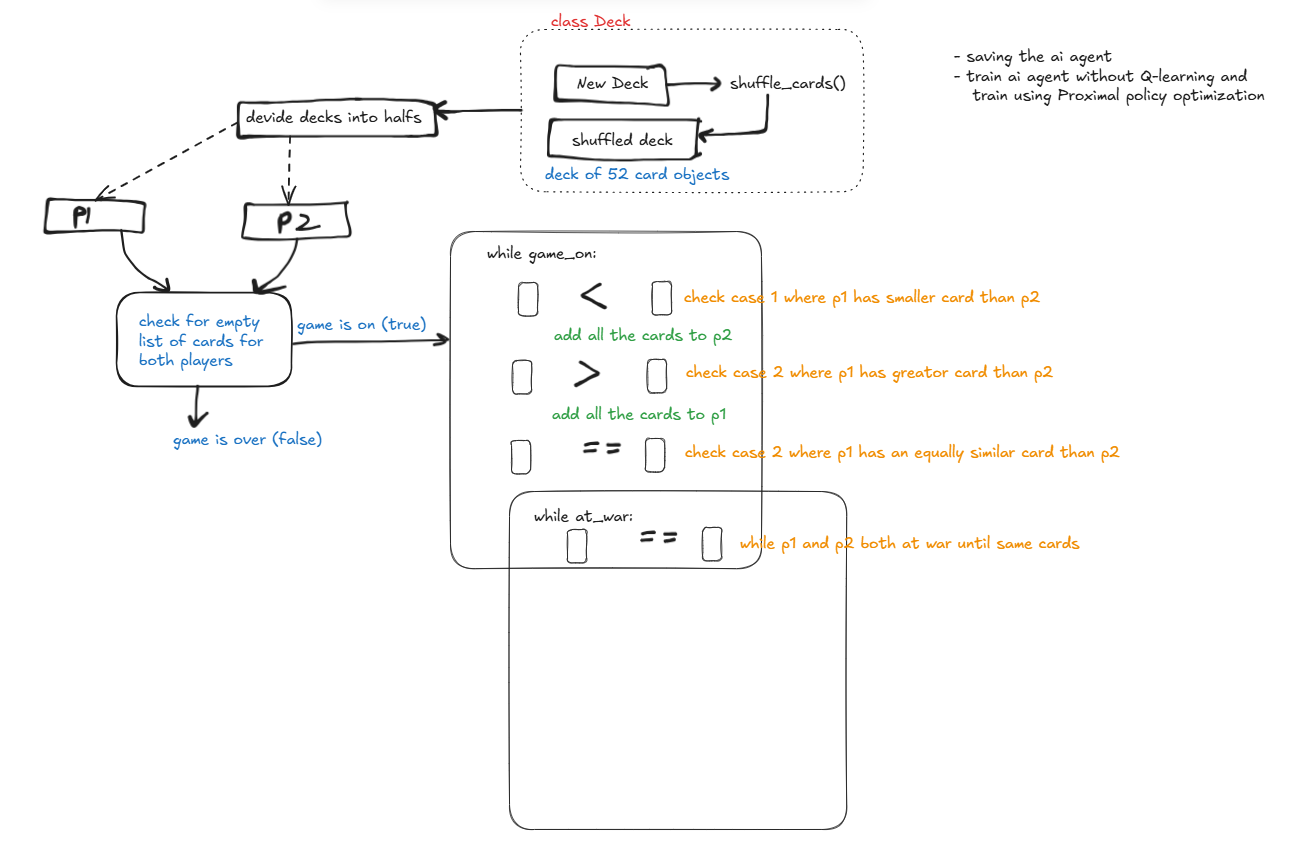 class Deck
New Deck
shuffle_cards()
shuffled deck
deck of 52 card objects
- saving the ai agent
- train ai agent without Q-learning and
train using Proximal policy optimization
devide decks into halfs
P1
P2
check for empty
list of cards for
both players
game is on (true)
game is over (false)
while game_on:
<
check case 1 where p1 has smaller card than p2
add all the cards to p2
>
check case 2 where p1 has greator card than p2
add all the cards to p1
==
check case 2 where p1 has an equally similar card than p2
while at_war:
==
while p1 and p2 both at war until same cards